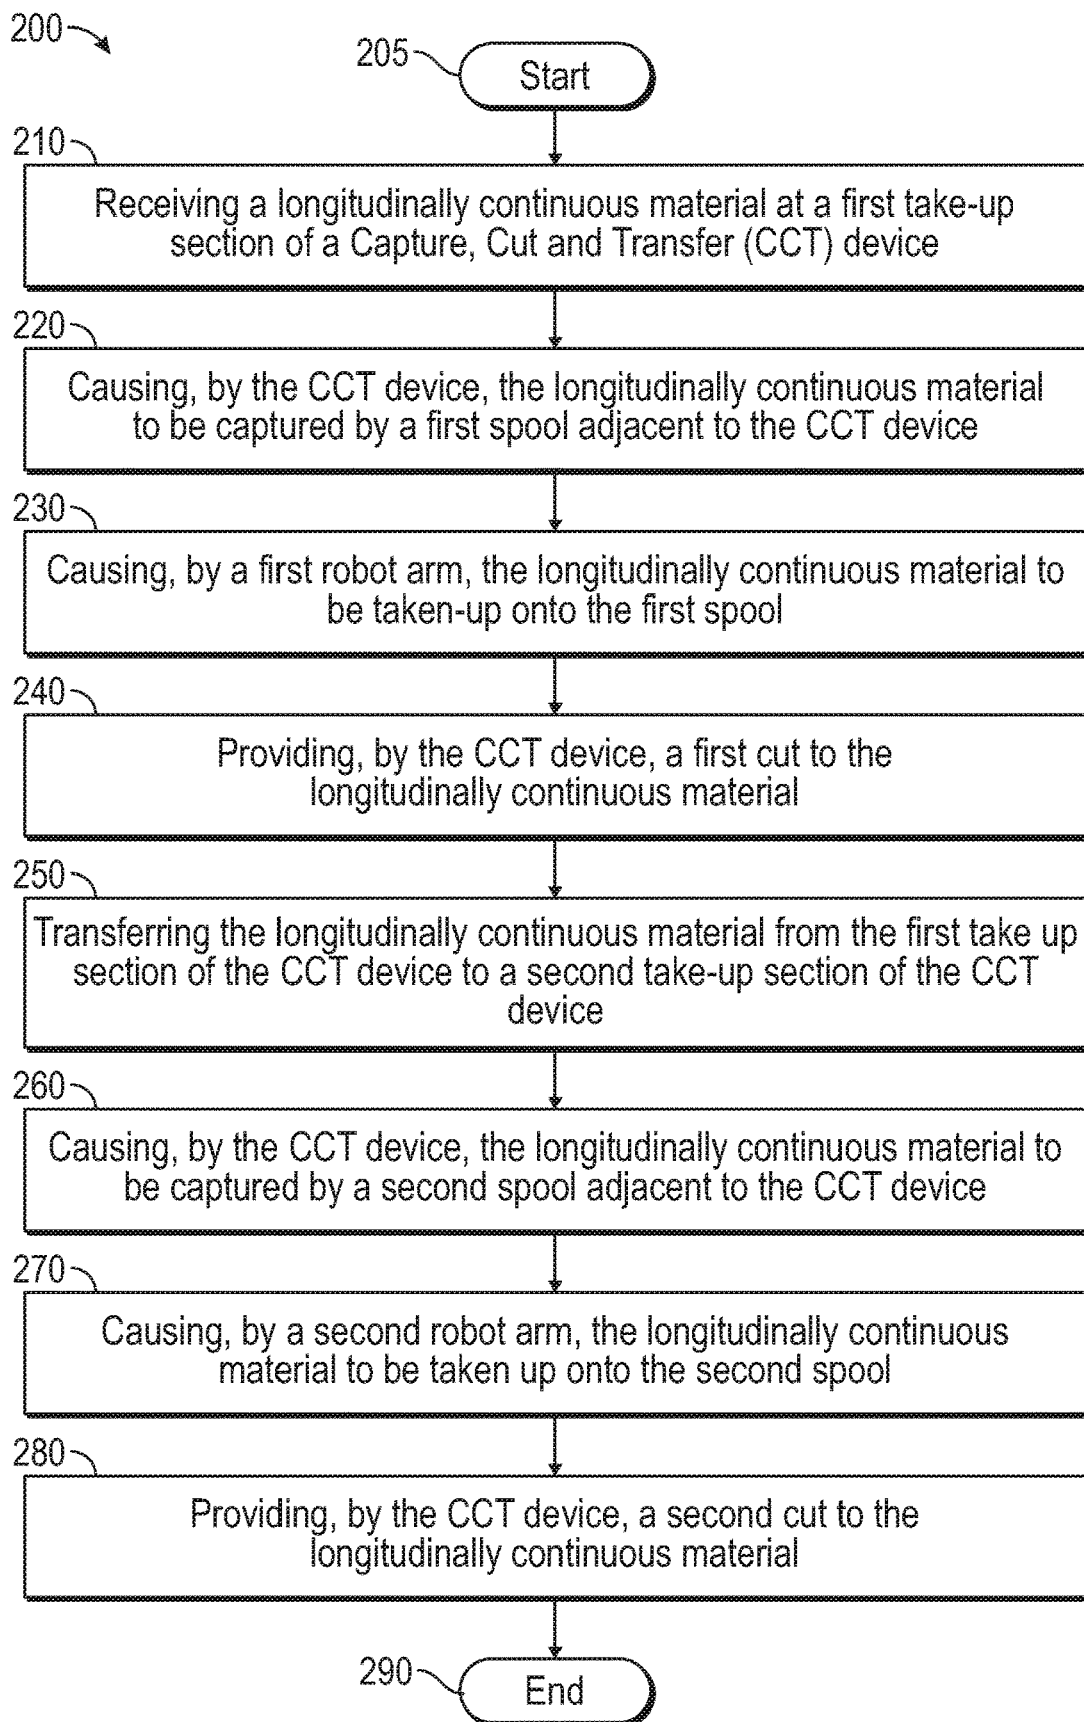 200
205
Start
210
Receiving a longitudinally continuous material at a first take-up
section of a Capture, Cut and Transfer (CCT) device
220
Causing, by the CCT device, the longitudinally continuous material
to be captured by a first spool adjacent to the CCT device
230
Causing, by a first robot arm, the longitudinally continuous material to
be taken-up onto the first spool
240
Providing, by the CCT device, a first cut to the
longitudinally continuous material
250
Transferring the longitudinally continuous material from the first take up
section of the CCT device to a second take-up section of the CCT
device
260
Causing, by the CCT device, the longitudinally continuous material to
be captured by a second spool adjacent to the CCT device
270
Causing, by a second robot arm, the longitudinally continuous
material to be taken up onto the second spool
280
Providing, by the CCT device, a second cut to the
longitudinally continuous material
290
End